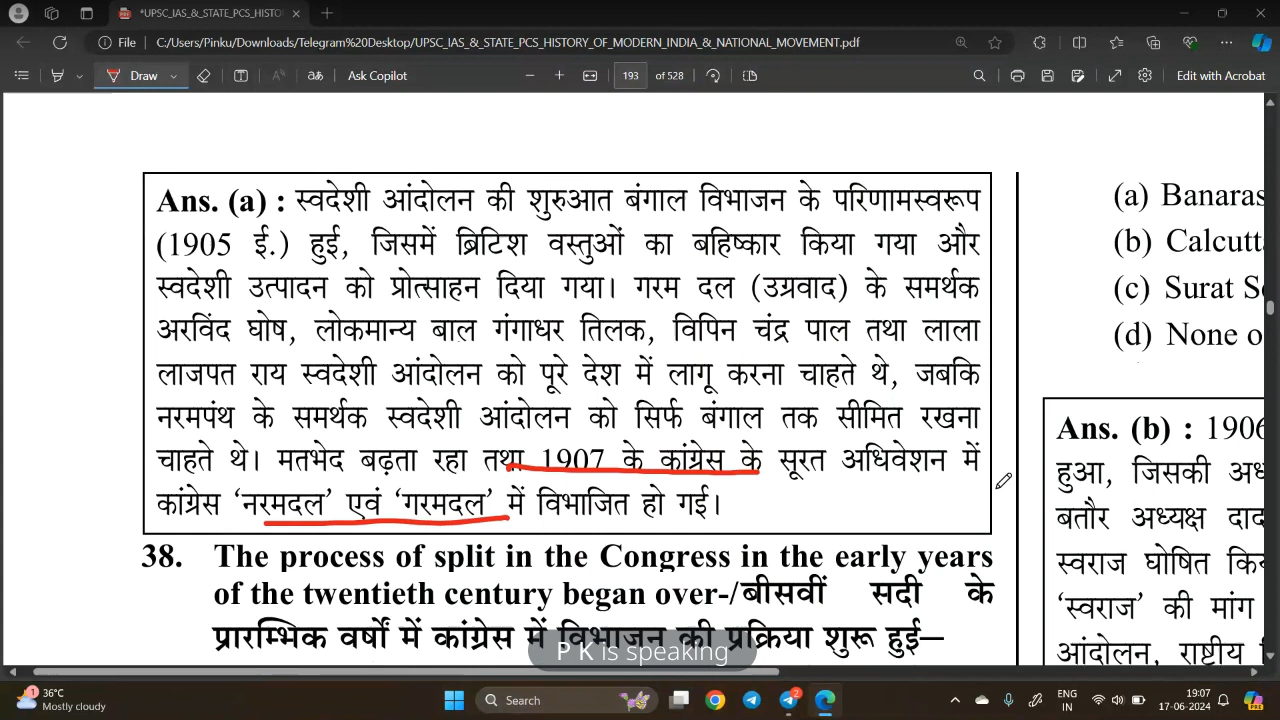 *UPSC_IAS_&_STATE_PCS_HISTO
File C:/Users/Pinku/Downloads/Telegram%20Desktop/UPSC_IAS_&_STATE_PCS_HISTORY_OF_MODERN_INDIA_&_NATIONAL_MOVEMENT.pdf
Draw Ask Copilot 193 of 528 Edit with Acrobat
Ans. (a) : स्वदेशी आंदोलन की शुरुआत बंगाल विभाजन के परिणामस्वरूप
(1905 ई.) हुई, जिसमें ब्रिटिश वस्तुओं का बहिष्कार किया गया और
स्वदेशी उत्पादन को प्रोत्साहन दिया गया। गरम दल (उग्रवाद) के समर्थक
अरविंद घोष, लोकमान्य बाल गंगाधर तिलक, विपिन चंद्र पाल तथा लाला
लाजपत राय स्वदेशी आंदोलन को पूरे देश में लागू करना चाहते थे, जबकि
नरमपंथ के समर्थक स्वदेशी आंदोलन को सिर्फ बंगाल तक सीमित रखना
चाहते थे। मतभेद बढ़ता रहा तथा 1907 के कांग्रेस के सूरत अधिवेशन में
कांग्रेस ‘नरमदल’ एवं ‘गरमदल’ में विभाजित हो गई।
38. The process of split in the Congress in the early years
of the twentieth century began over-/बीसवीं सदी के
प्रारम्भिक वर्षों में कांग्रेस में विभाजन की प्रक्रिया शुरू हुई–
(a) Banaras
(b) Calcutt
(c) Surat S
(d) None o
Ans. (b) : 1906
हुआ, जिसकी अध
बतौर अध्यक्ष दाद
स्वराज घोषित कि
‘स्वराज’ की मांग
आंदोलन, राष्ट्रीय
P K is speaking
36°C
Mostly cloudy
Search
ENG
IN
19:07
17-06-2024